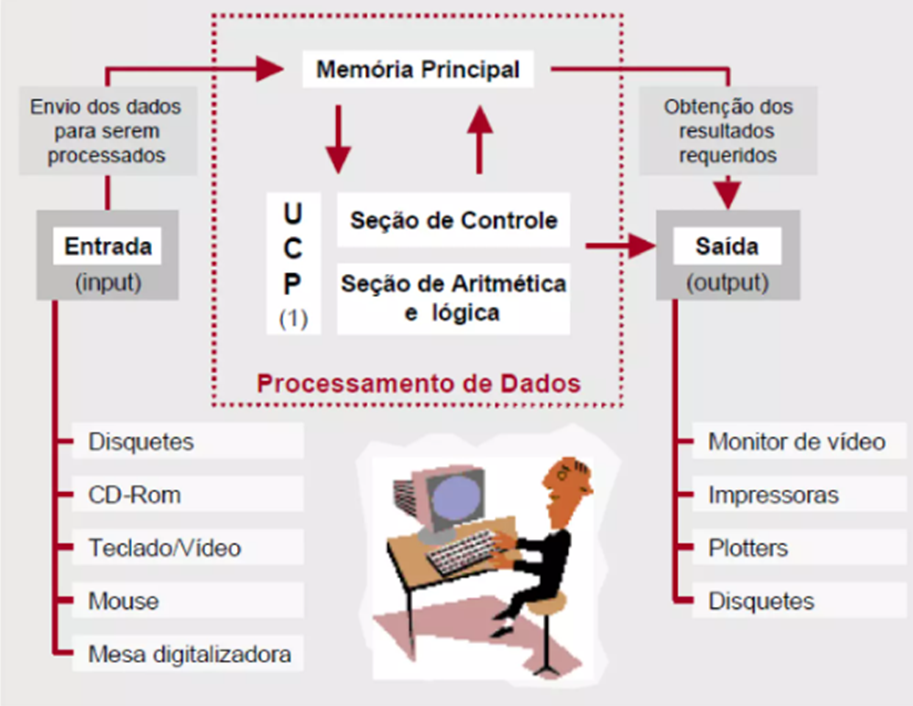 Memória Principal
Envio dos dados
para serem
processados
Obtenção dos
resultados
requeridos
Entrada
(input)
U
C
P
(1)
Seção de Controle
Seção de Aritmética
e lógica
Saída
(output)
Processamento de Dados
Disquetes
CD-Rom
Teclado/Vídeo
Mouse
Mesa digitalizadora
Monitor de vídeo
Impressoras
Plotters
Disquetes